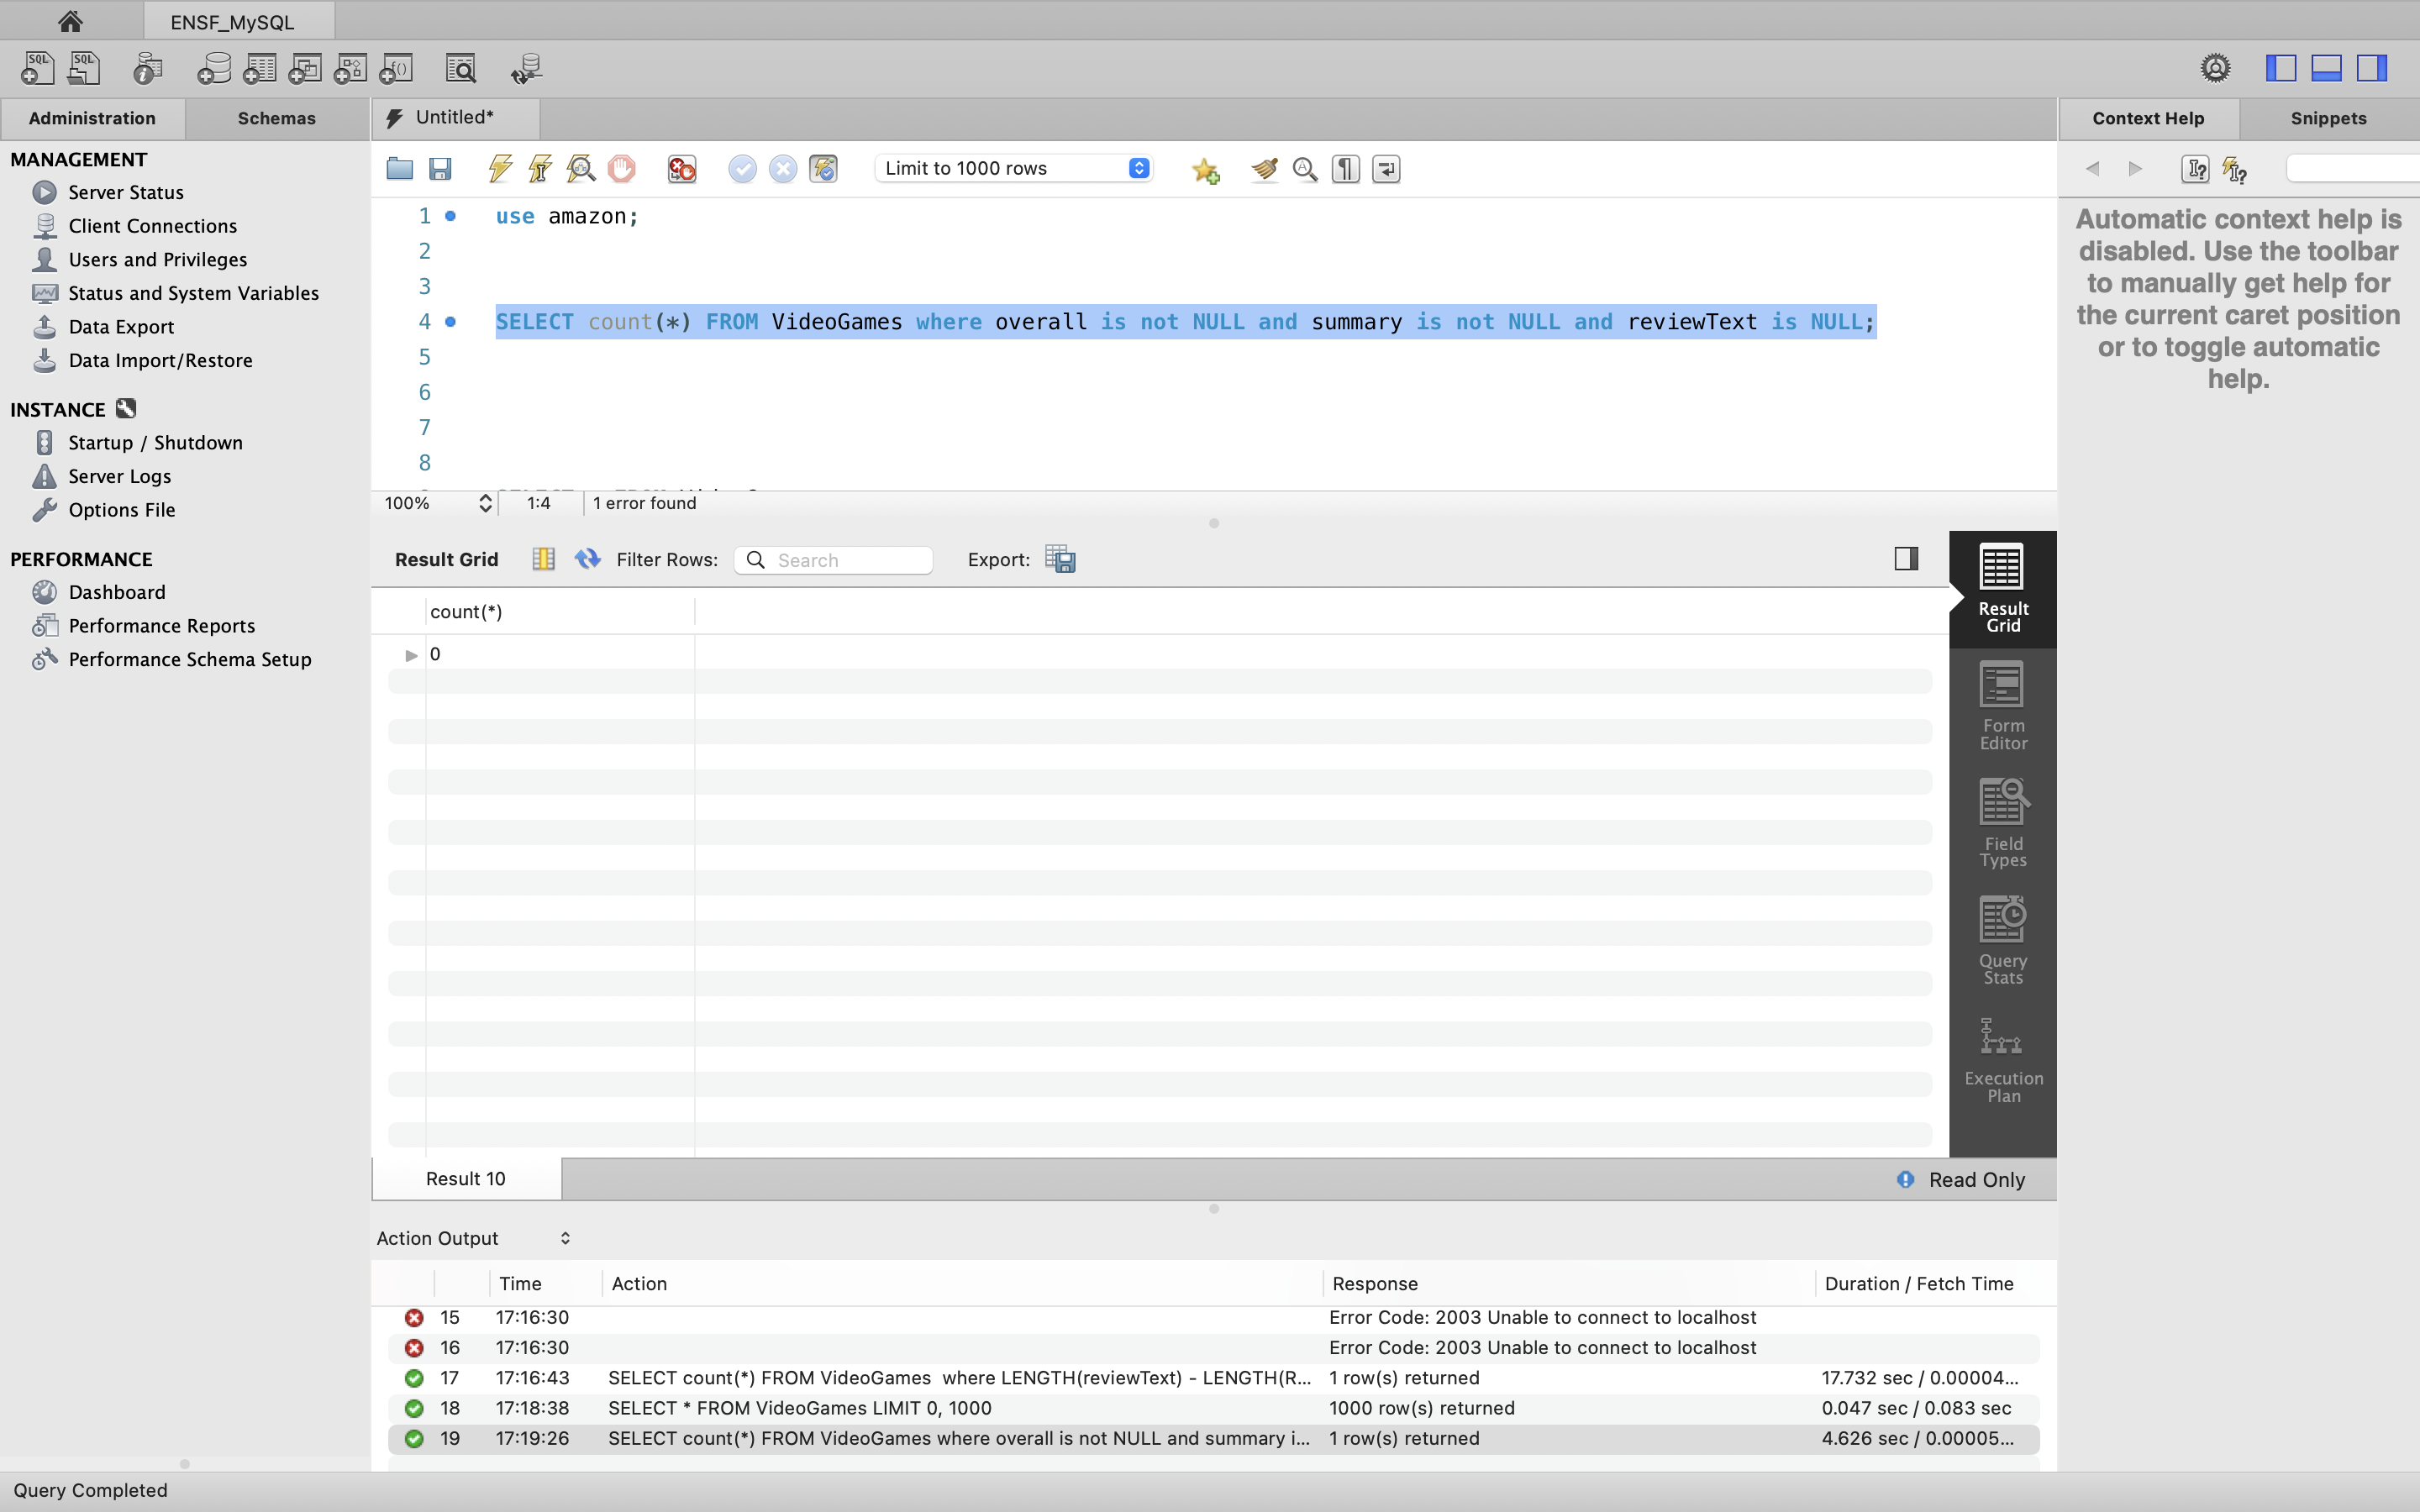 ENSF_MySQL
SQL SQL
Administration Schemas
Untitled*
Context Help Snippets
MANAGEMENT
Server Status
Client Connections
Users and Privileges
Status and System Variables
Data Export
Data Import/Restore
INSTANCE
Startup / Shutdown
Server Logs
Options File
PERFORMANCE
Dashboard
Performance Reports
Performance Schema Setup
Limit to 1000 rows
1 use amazon;
2
3
4 SELECT count(*) FROM VideoGames where overall is not NULL and summary is not NULL and reviewText is NULL;
5
6
7
8
100% 1:4 1 error found
Automatic context help is
disabled. Use the toolbar
to manually get help for
the current caret position
or to toggle automatic
help.
Result Grid Filter Rows: Search Export:
count(*)
0
Result
Grid
Form
Editor
Field
Types
Query
Stats
Execution
Plan
Result 10 Read Only
Action Output
Time Action Response Duration / Fetch Time
15 17:16:30 Error Code: 2003 Unable to connect to localhost
16 17:16:30 Error Code: 2003 Unable to connect to localhost
17 17:16:43 SELECT count(*) FROM VideoGames  where LENGTH(reviewText) - LENGTH(R... 1 row(s) returned 17.732 sec / 0.00004...
18 17:18:38 SELECT * FROM VideoGames LIMIT 0, 1000 1000 row(s) returned 0.047 sec / 0.083 sec
19 17:19:26 SELECT count(*) FROM VideoGames where overall is not NULL and summary i... 1 row(s) returned 4.626 sec / 0.00005...
Query Completed